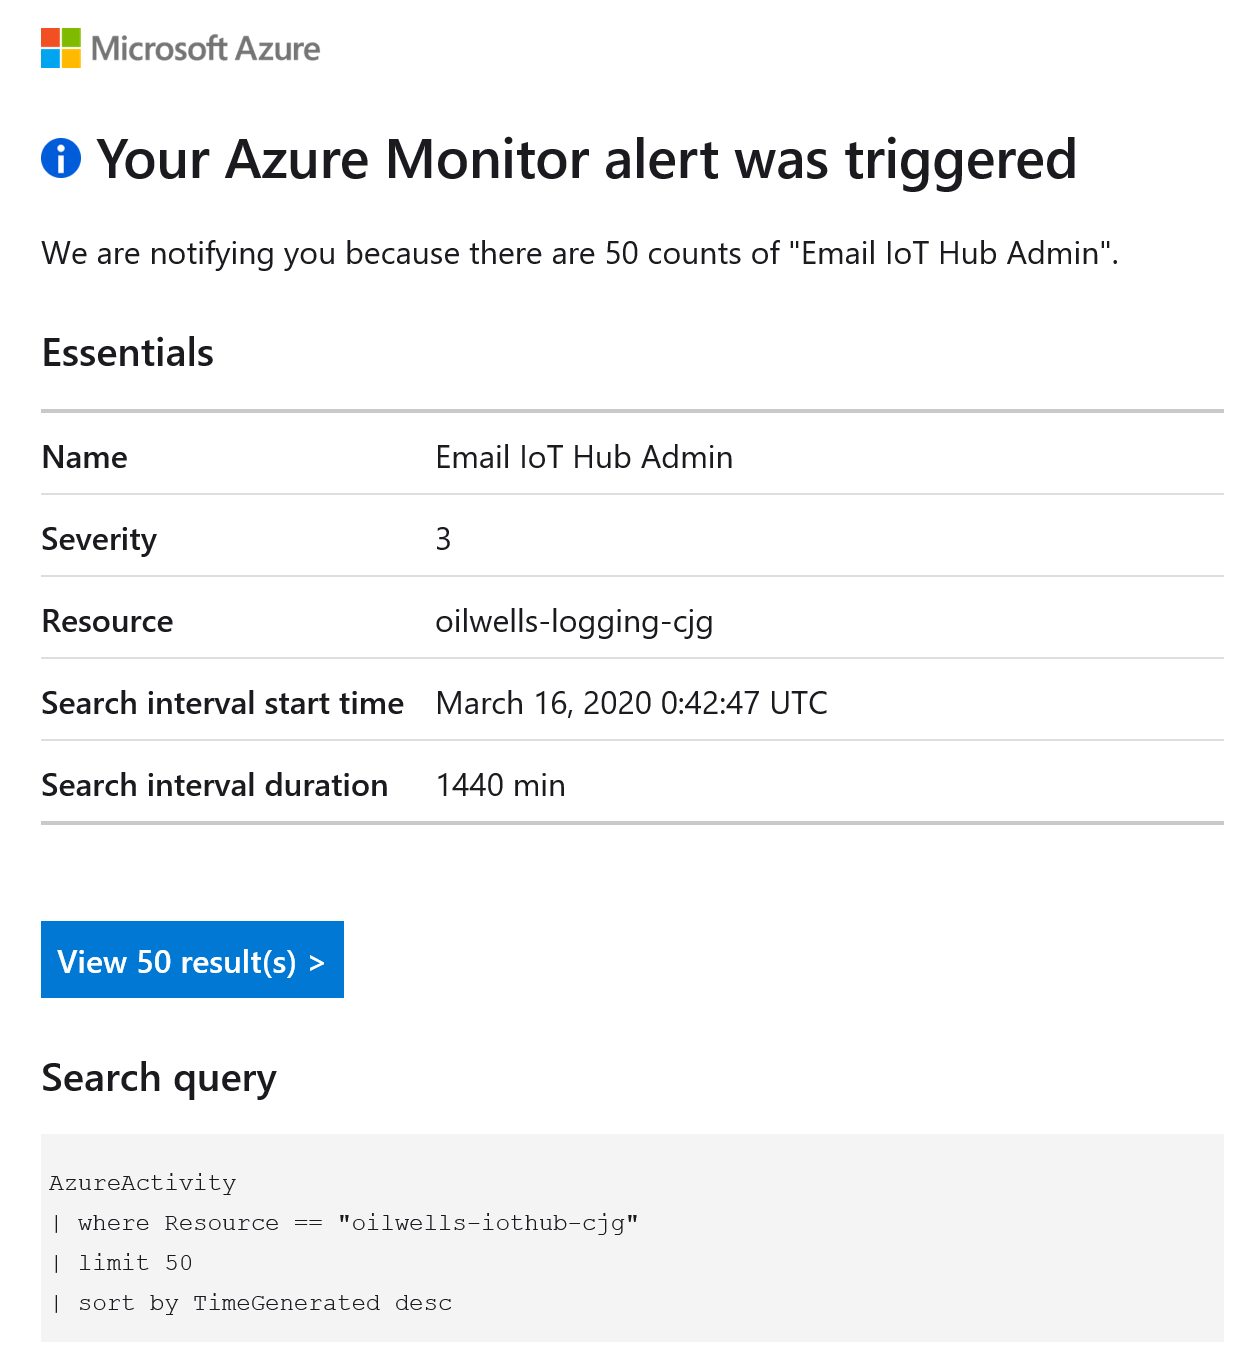 Microsoft Azure
Your Azure Monitor alert was triggered
We are notifying you because there are 50 counts of "Email IoT Hub Admin".
Essentials
Name Email IoT Hub Admin
Severity 3
Resource oilwells-logging-cjg
Search interval start time March 16, 2020 0:42:47 UTC
Search interval duration 1440 min
View 50 result(s) >
Search query
AzureActivity
| where Resource == "oilwells-iothub-cjg"
| limit 50
| sort by TimeGenerated desc